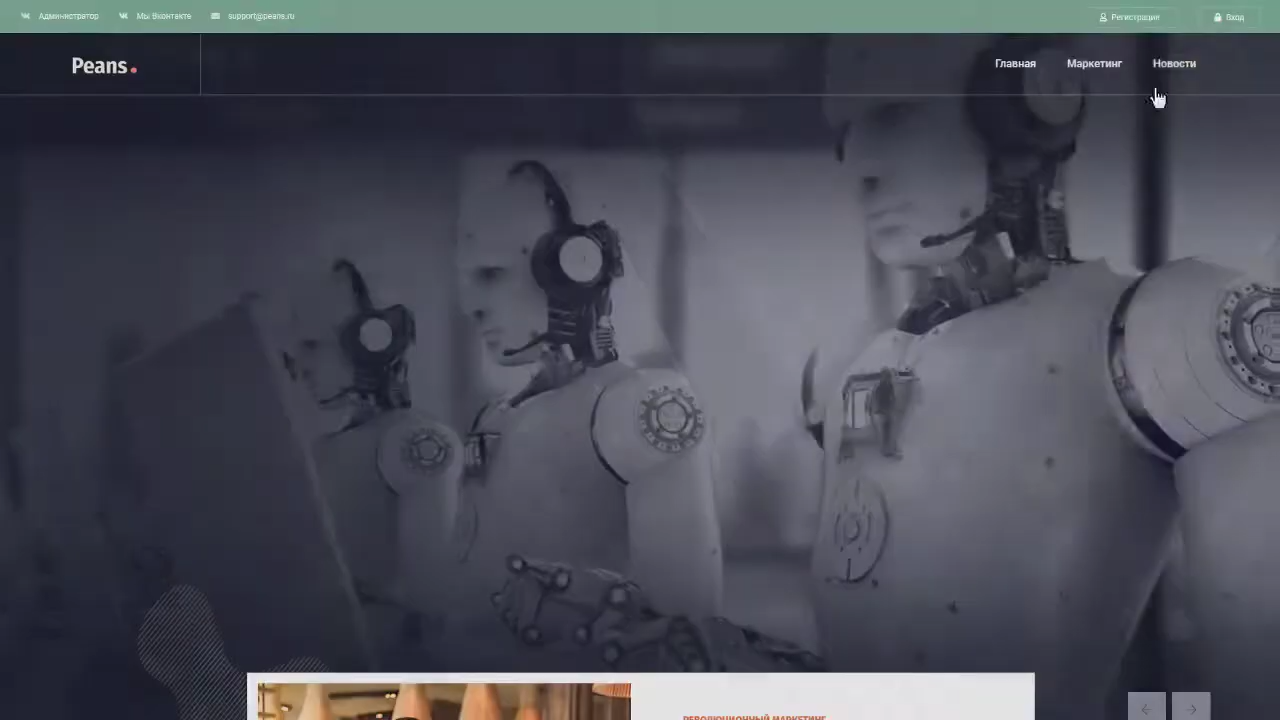 Администратор
Мы Вконтакте
support@peans.ru
Регистрация
Вход
Peans.
Главная
Маркетинг
Новости
РЕВОЛЮЦИОННЫЙ МАРКЕТИНГ